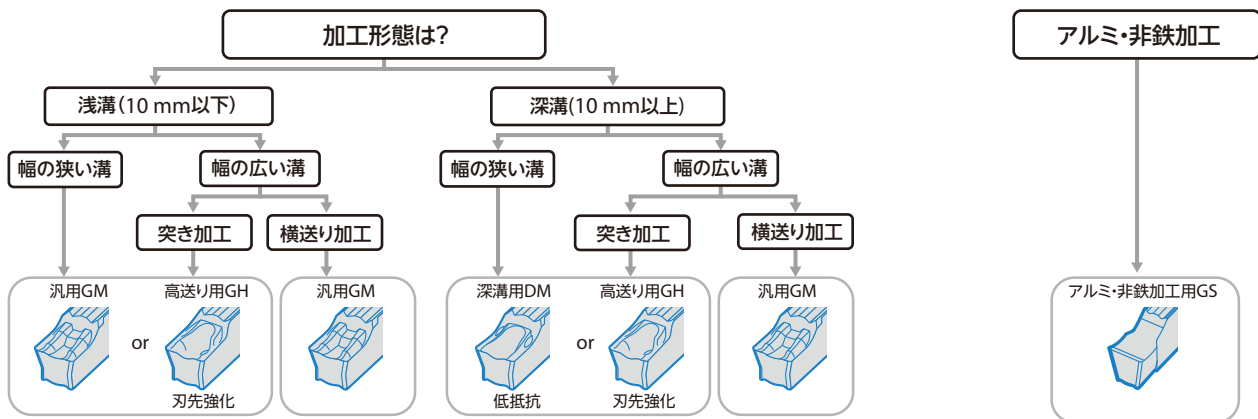 加工形態は?
アルミ・非鉄加工
浅溝(10 mm以下)
深溝(10 mm以上)
幅の狭い溝
幅の広い溝
幅の狭い溝
幅の広い溝
突き加工
横送り加工
突き加工
横送り加工
汎用GM
高送り用GH
汎用GM
深溝用DM
高送り用GH
汎用GM
アルミ・非鉄加工用GS
or
or
刃先強化
低抵抗
刃先強化